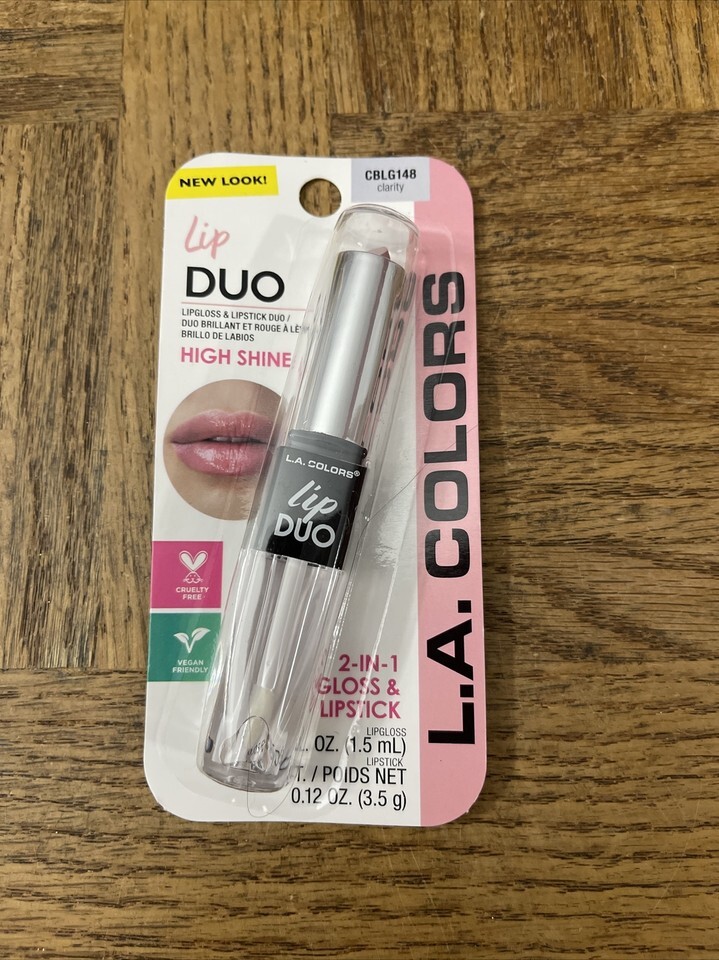 NEW LOOK!
CBLG148
clarity
Lip
DUO
LIPGLOSS & LIPSTICK DUO /
DUO BRILLANT ET ROUGE À
BRILLO DE LABIOS
HIGH SHINE
L.A. COLORS®
lip
DUO
CRUELTY
FREE
VEGAN
FRIENDLY
2-IN-1
GLOSS &
LIPSTICK
LIPGLOSS
OZ. (1.5 mL)
LIPSTICK
/ POIDS NET
0.12 OZ. (3.5 g)
L.A. COLORS